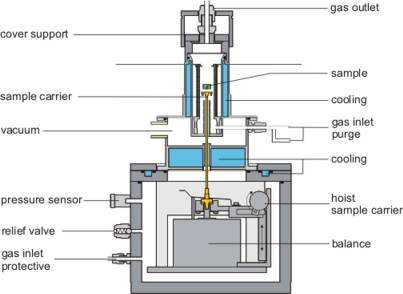 gas outlet
cover support
sample
sample carrier
cooling
gas inlet
purge
vacuum
cooling
pressure sensor
hoist
sample carrier
relief valve
balance
gas inlet
protective